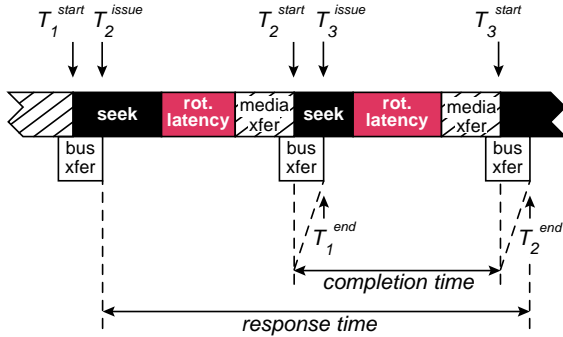 T1start T2issue T2start T3issue T3start
seek rot. latency media xfer seek rot. latency media xfer
bus xfer bus xfer bus xfer
T1end T2end
completion time
response time